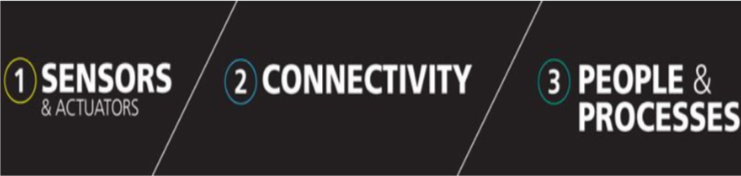 1 SENSORS
& ACTUATORS
2 CONNECTIVITY
3 PEOPLE &
PROCESSES